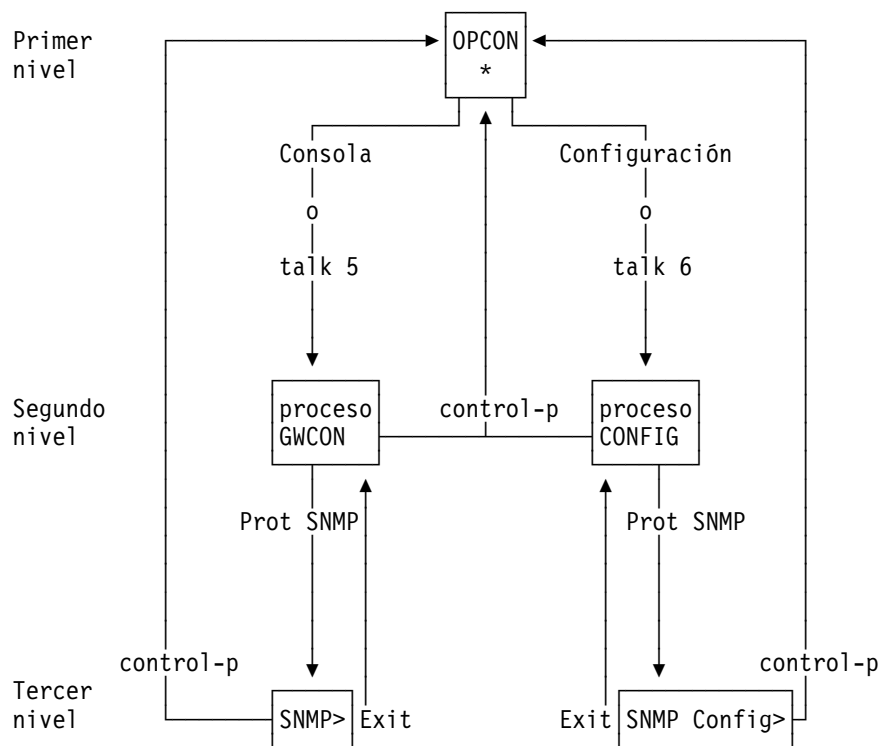 Primer
nivel
OPCON
*
Consola
Configuración
o
o
talk 5
talk 6
Segundo
nivel
proceso
GWCON
control-p
proceso
CONFIG
Prot SNMP
Prot SNMP
control-p
control-p
Tercer
nivel
SNMP>
Exit
Exit
SNMP Config>